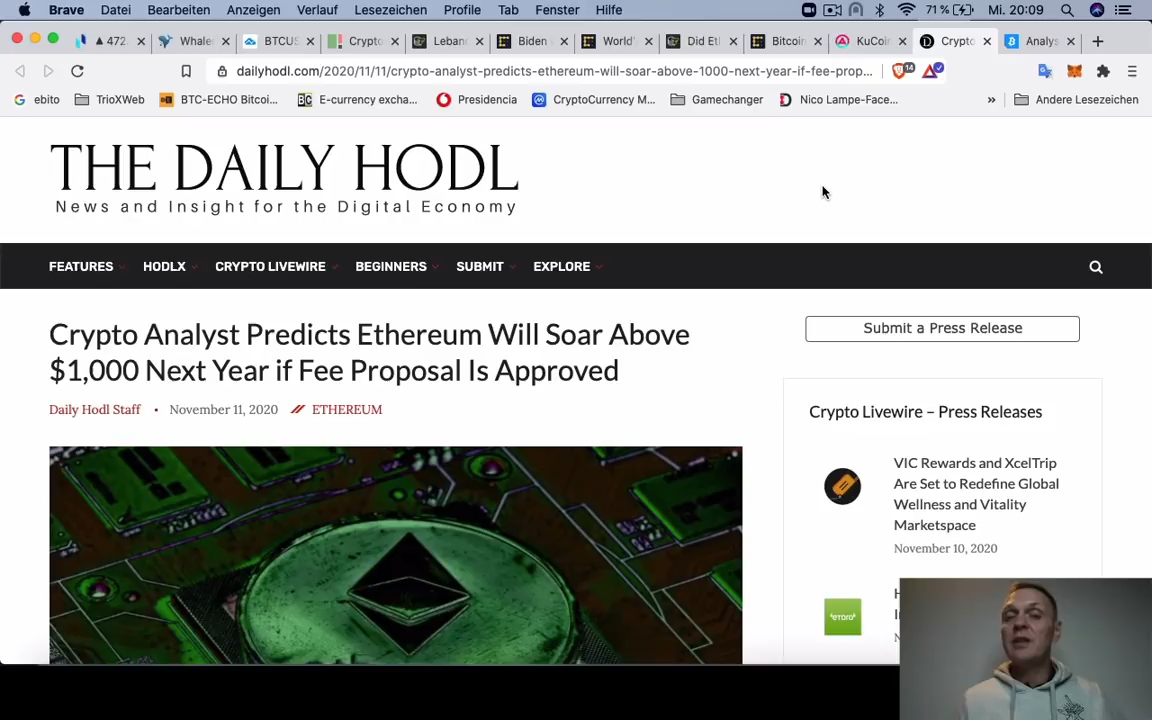 Brave Datei Bearbeiten Anzeigen Verlauf Lesezeichen Profile Tab Fenster Hilfe 71 % Mi. 20:09
▲ 472 Whale BTCUS Crypto Leban Biden World' Did Et Bitcoin KuCoi Crypto Analys
dailyhodl.com/2020/11/11/crypto-analyst-predicts-ethereum-will-soar-above-1000-next-year-if-fee-prop... 14
ebito TrioXWeb BTC-ECHO Bitcoi... E-currency excha... Presidencia CryptoCurrency M... Gamechanger Nico Lampe-Face... » Andere Lesezeichen
THE DAILY HODL
News and Insight for the Digital Economy
FEATURES HODLX CRYPTO LIVEWIRE BEGINNERS SUBMIT EXPLORE
Crypto Analyst Predicts Ethereum Will Soar Above
$1,000 Next Year if Fee Proposal Is Approved
Daily Hodl Staff • November 11, 2020 ETHEREUM
Submit a Press Release
Crypto Livewire – Press Releases
VIC Rewards and XcelTrip
Are Set to Redefine Global
Wellness and Vitality
Marketspace
November 10, 2020
eToro